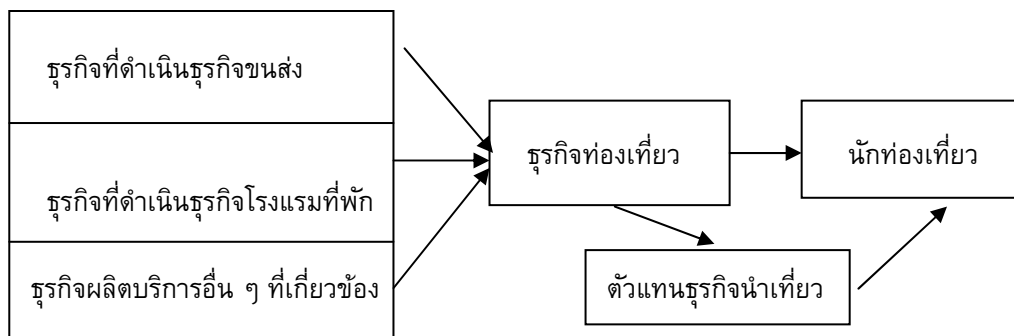 ธุรกิจที่ดำเนินธุรกิจขนส่ง
ธุรกิจที่ดำเนินธุรกิจโรงแรมที่พัก
ธุรกิจผลิตบริการอื่น ๆ ที่เกี่ยวข้อง
ธุรกิจท่องเที่ยว
นักท่องเที่ยว
ตัวแทนธุรกิจนำเที่ยว